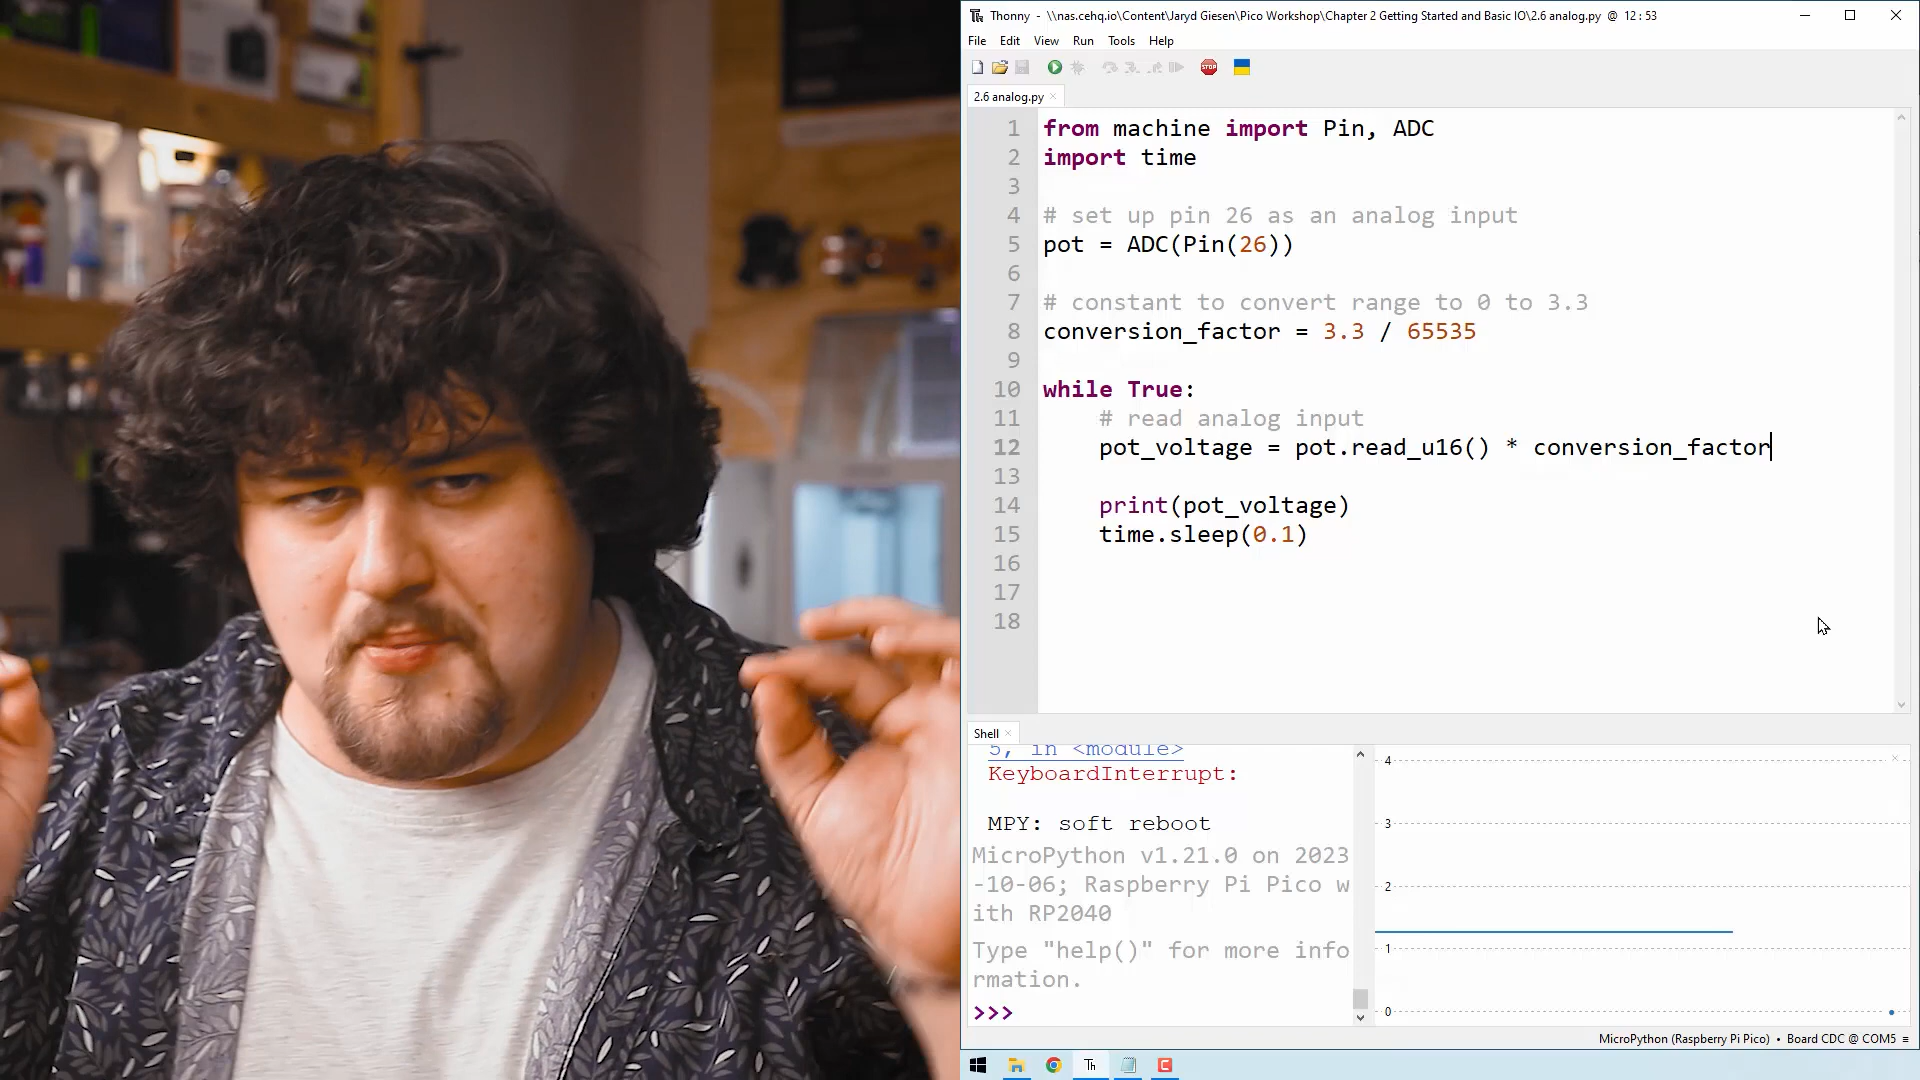 Thonny - \\nas.cehq.io\Content\Jaryd Giesen\Pico Workshop\Chapter 2 Getting Started and Basic IO\2.6 analog.py @ 12 : 53
File Edit View Run Tools Help
STOP
2.6 analog.py
1 from machine import Pin, ADC
2 import time
3
4 # set up pin 26 as an analog input
5 pot = ADC(Pin(26))
6
7 # constant to convert range to 0 to 3.3
8 conversion_factor = 3.3 / 65535
9
10 while True:
11 # read analog input
12 pot_voltage = pot.read_u16() * conversion_factor
13
14 print(pot_voltage)
15 time.sleep(0.1)
16
17
18
Shell
5, in <module>
KeyboardInterrupt:
MPY: soft reboot
MicroPython v1.21.0 on 2023
-10-06; Raspberry Pi Pico w
ith RP2040
Type "help()" for more info
rmation.
>>>
4
3
2
1
0
MicroPython (Raspberry Pi Pico) • Board CDC @ COM5 ≡
Th